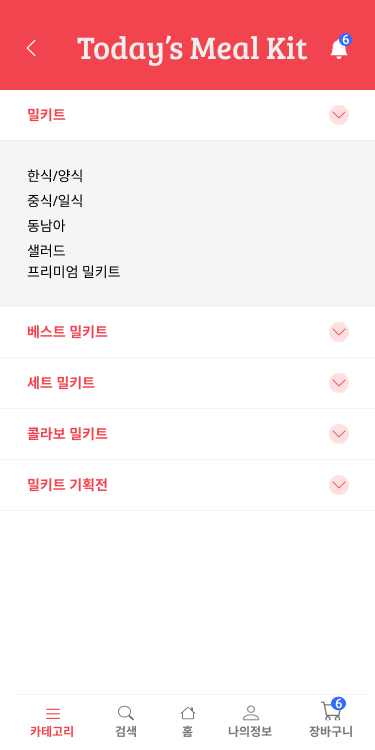 Today's Meal Kit
6
밀키트
한식/양식
중식/일식
동남아
샐러드
프리미엄 밀키트
베스트 밀키트
세트 밀키트
콜라보 밀키트
밀키트 기획전
6
카테고리 검색 홈 나의정보 장바구니